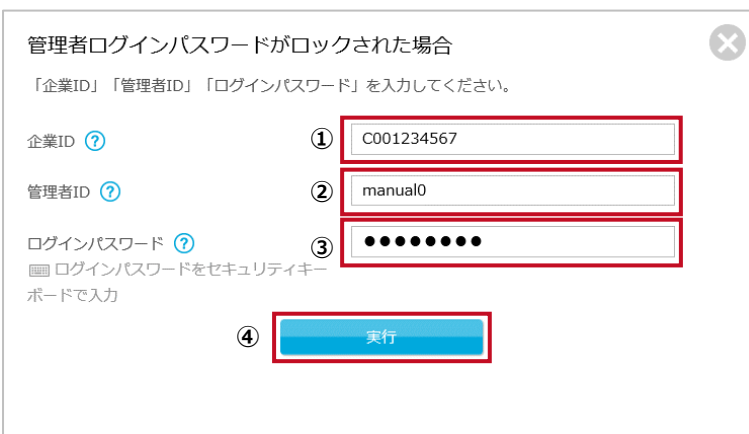 管理者ログインパスワードがロックされた場合
「企業ID」「管理者ID」「ログインパスワード」を入力してください。
企業ID ? ① C001234567
管理者ID ? ② manual0
ログインパスワード ? ③ ●●●●●●●●
ログインパスワードをセキュリティキー
ボードで入力
④ 実行